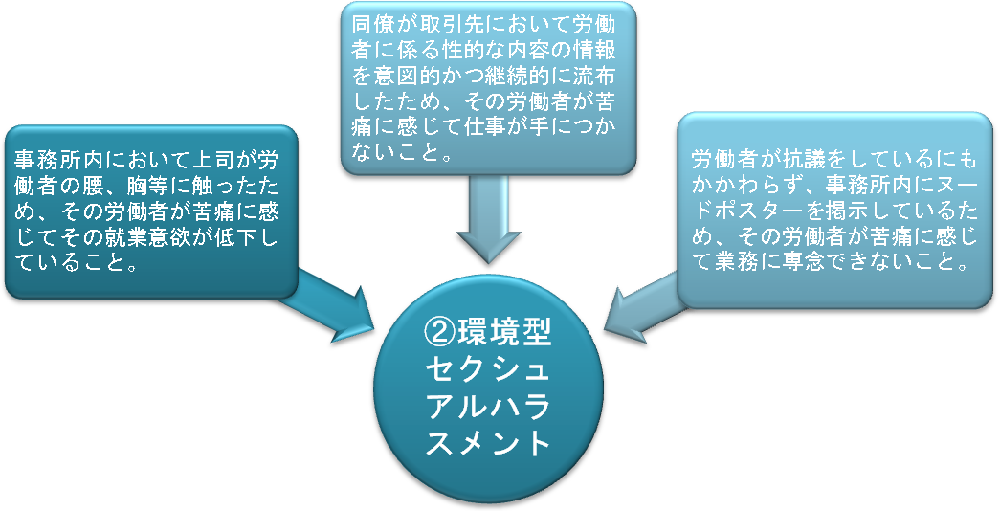 同僚が取引先において労働
者に係る性的な内容の情報
を意図的かつ継続的に流布
したため、その労働者が苦
痛に感じて仕事が手につか
ないこと。
事務所内において上司が労
働者の腰、胸等に触ったた
め、その労働者が苦痛に感
じてその就業意欲が低下し
ていること。
労働者が抗議をしているにも
かかわらず、事務所内にヌー
ドポスターを掲示しているた
め、その労働者が苦痛に感じ
て業務に専念できないこと。
②環境型
セクシュ
アルハラ
スメント